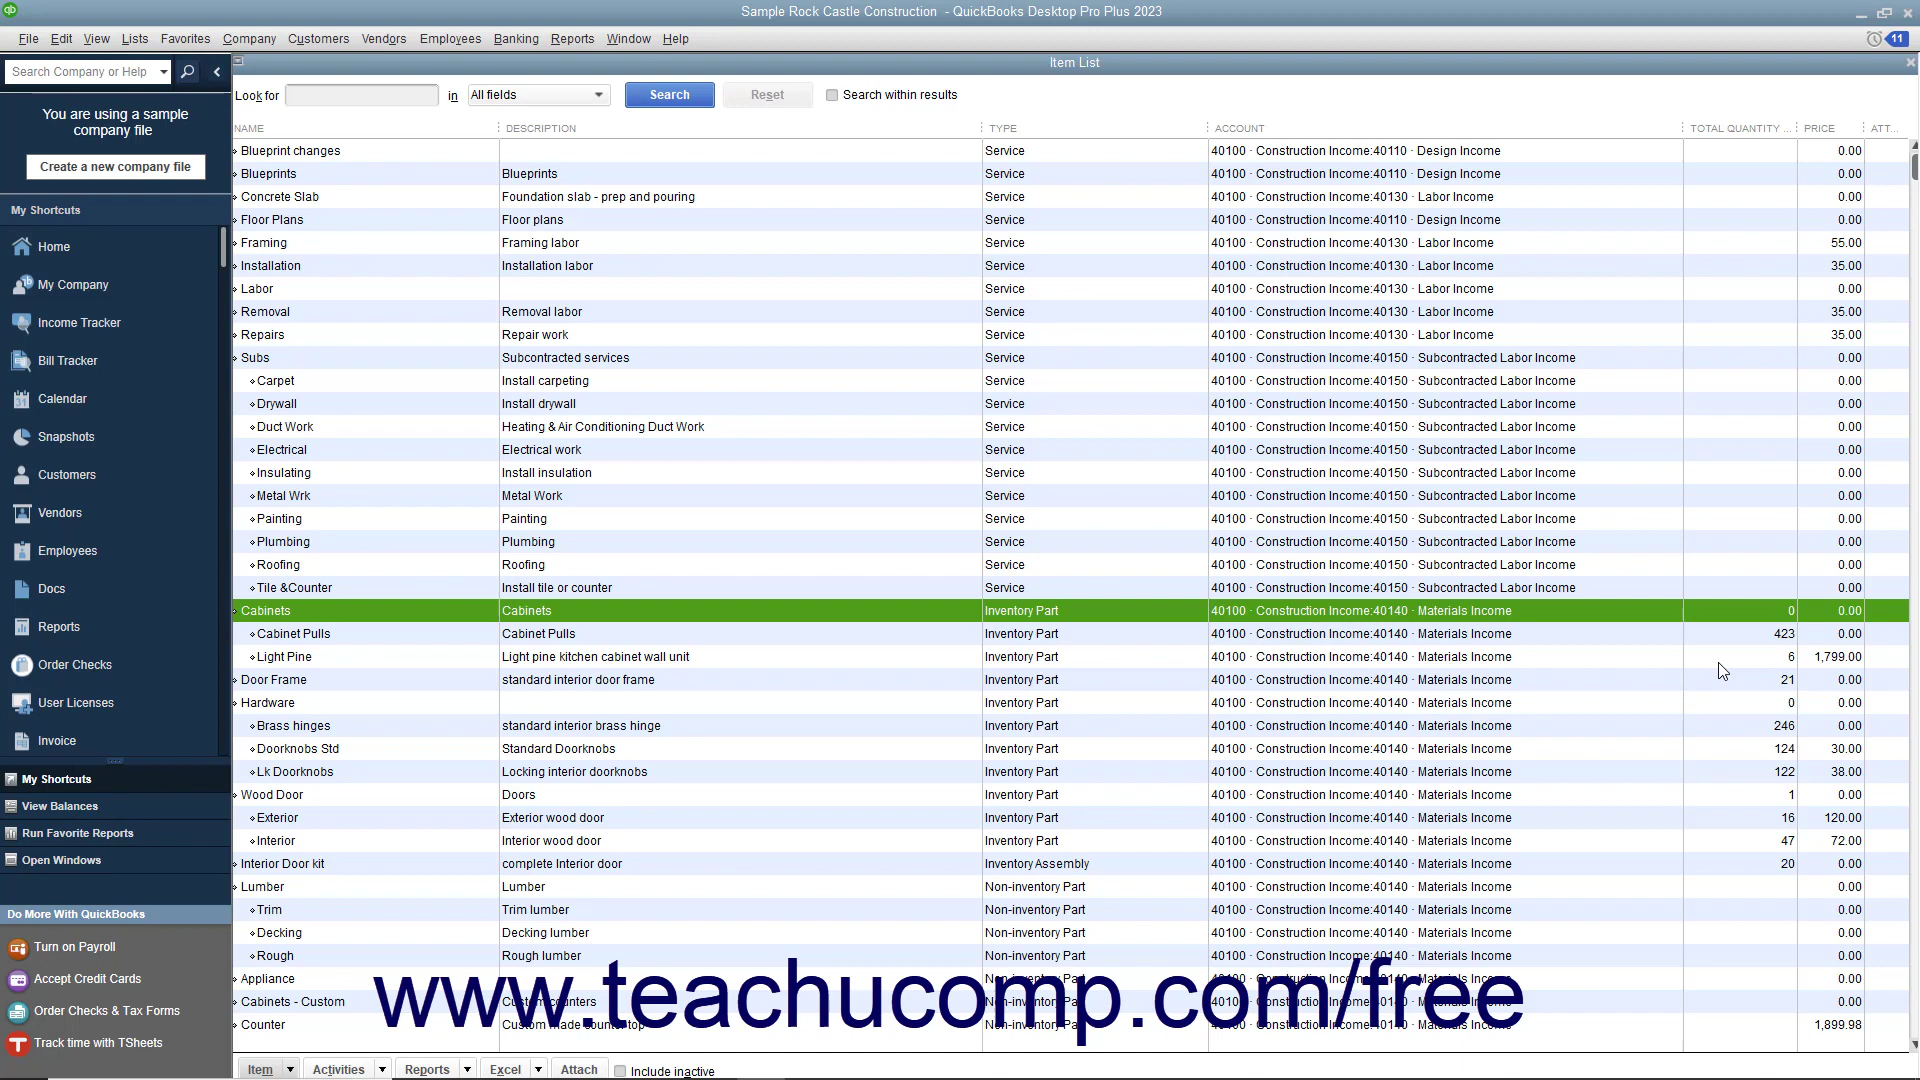 Sample Rock Castle Construction - QuickBooks Desktop Pro Plus 2023
File Edit View Lists Favorites Company Customers Vendors Employees Banking Reports Window Help
11
Search Company or Help
Item List
Look for in All fields Search Reset Search within results
You are using a sample
company file
Create a new company file
My Shortcuts
Home
My Company
Income Tracker
Bill Tracker
Calendar
Snapshots
Customers
Vendors
Employees
Docs
Reports
Order Checks
User Licenses
Invoice
My Shortcuts
View Balances
Run Favorite Reports
Open Windows
Do More With QuickBooks
Turn on Payroll
Accept Credit Cards
Order Checks & Tax Forms
Track time with TSheets
NAME DESCRIPTION TYPE ACCOUNT TOTAL QUANTITY ... PRICE ATT...
Blueprint changes Service 40100 · Construction Income:40110 · Design Income 0.00
Blueprints Blueprints Service 40100 · Construction Income:40110 · Design Income 0.00
Concrete Slab Foundation slab - prep and pouring Service 40100 · Construction Income:40130 · Labor Income 0.00
Floor Plans Floor plans Service 40100 · Construction Income:40110 · Design Income 0.00
Framing Framing labor Service 40100 · Construction Income:40130 · Labor Income 55.00
Installation Installation labor Service 40100 · Construction Income:40130 · Labor Income 35.00
Labor Service 40100 · Construction Income:40130 · Labor Income 0.00
Removal Removal labor Service 40100 · Construction Income:40130 · Labor Income 35.00
Repairs Repair work Service 40100 · Construction Income:40130 · Labor Income 35.00
Subs Subcontracted services Service 40100 · Construction Income:40150 · Subcontracted Labor Income 0.00
Carpet Install carpeting Service 40100 · Construction Income:40150 · Subcontracted Labor Income 0.00
Drywall Install drywall Service 40100 · Construction Income:40150 · Subcontracted Labor Income 0.00
Duct Work Heating & Air Conditioning Duct Work Service 40100 · Construction Income:40150 · Subcontracted Labor Income 0.00
Electrical Electrical work Service 40100 · Construction Income:40150 · Subcontracted Labor Income 0.00
Insulating Install insulation Service 40100 · Construction Income:40150 · Subcontracted Labor Income 0.00
Metal Wrk Metal Work Service 40100 · Construction Income:40150 · Subcontracted Labor Income 0.00
Painting Painting Service 40100 · Construction Income:40150 · Subcontracted Labor Income 0.00
Plumbing Plumbing Service 40100 · Construction Income:40150 · Subcontracted Labor Income 0.00
Roofing Roofing Service 40100 · Construction Income:40150 · Subcontracted Labor Income 0.00
Tile &Counter Install tile or counter Service 40100 · Construction Income:40150 · Subcontracted Labor Income 0.00
Cabinets Cabinets Inventory Part 40100 · Construction Income:40140 · Materials Income 0 0.00
Cabinet Pulls Cabinet Pulls Inventory Part 40100 · Construction Income:40140 · Materials Income 423 0.00
Light Pine Light pine kitchen cabinet wall unit Inventory Part 40100 · Construction Income:40140 · Materials Income 6 1,799.00
Door Frame standard interior door frame Inventory Part 40100 · Construction Income:40140 · Materials Income 21 0.00
Hardware Inventory Part 40100 · Construction Income:40140 · Materials Income 0 0.00
Brass hinges standard interior brass hinge Inventory Part 40100 · Construction Income:40140 · Materials Income 246 0.00
Doorknobs Std Standard Doorknobs Inventory Part 40100 · Construction Income:40140 · Materials Income 124 30.00
Lk Doorknobs Locking interior doorknobs Inventory Part 40100 · Construction Income:40140 · Materials Income 122 38.00
Wood Door Doors Inventory Part 40100 · Construction Income:40140 · Materials Income 1 0.00
Exterior Exterior wood door Inventory Part 40100 · Construction Income:40140 · Materials Income 16 120.00
Interior Interior wood door Inventory Part 40100 · Construction Income:40140 · Materials Income 47 72.00
Interior Door kit complete Interior door Inventory Assembly 40100 · Construction Income:40140 · Materials Income 20 0.00
Lumber Lumber Non-inventory Part 40100 · Construction Income:40140 · Materials Income 0.00
Trim Trim lumber Non-inventory Part 40100 · Construction Income:40140 · Materials Income 0.00
Decking Decking lumber Non-inventory Part 40100 · Construction Income:40140 · Materials Income 0.00
Rough Rough lumber Non-inventory Part 40100 · Construction Income:40140 · Materials Income 0.00
Appliance 0.00
Cabinets - Custom Custom counters 0.00
Counter Custom made counter top Non-inventory Part 40100 · Construction Income:40140 · Materials Income 1,899.98
www.teachucomp.com/free
Item Activities Reports Excel Attach Include inactive